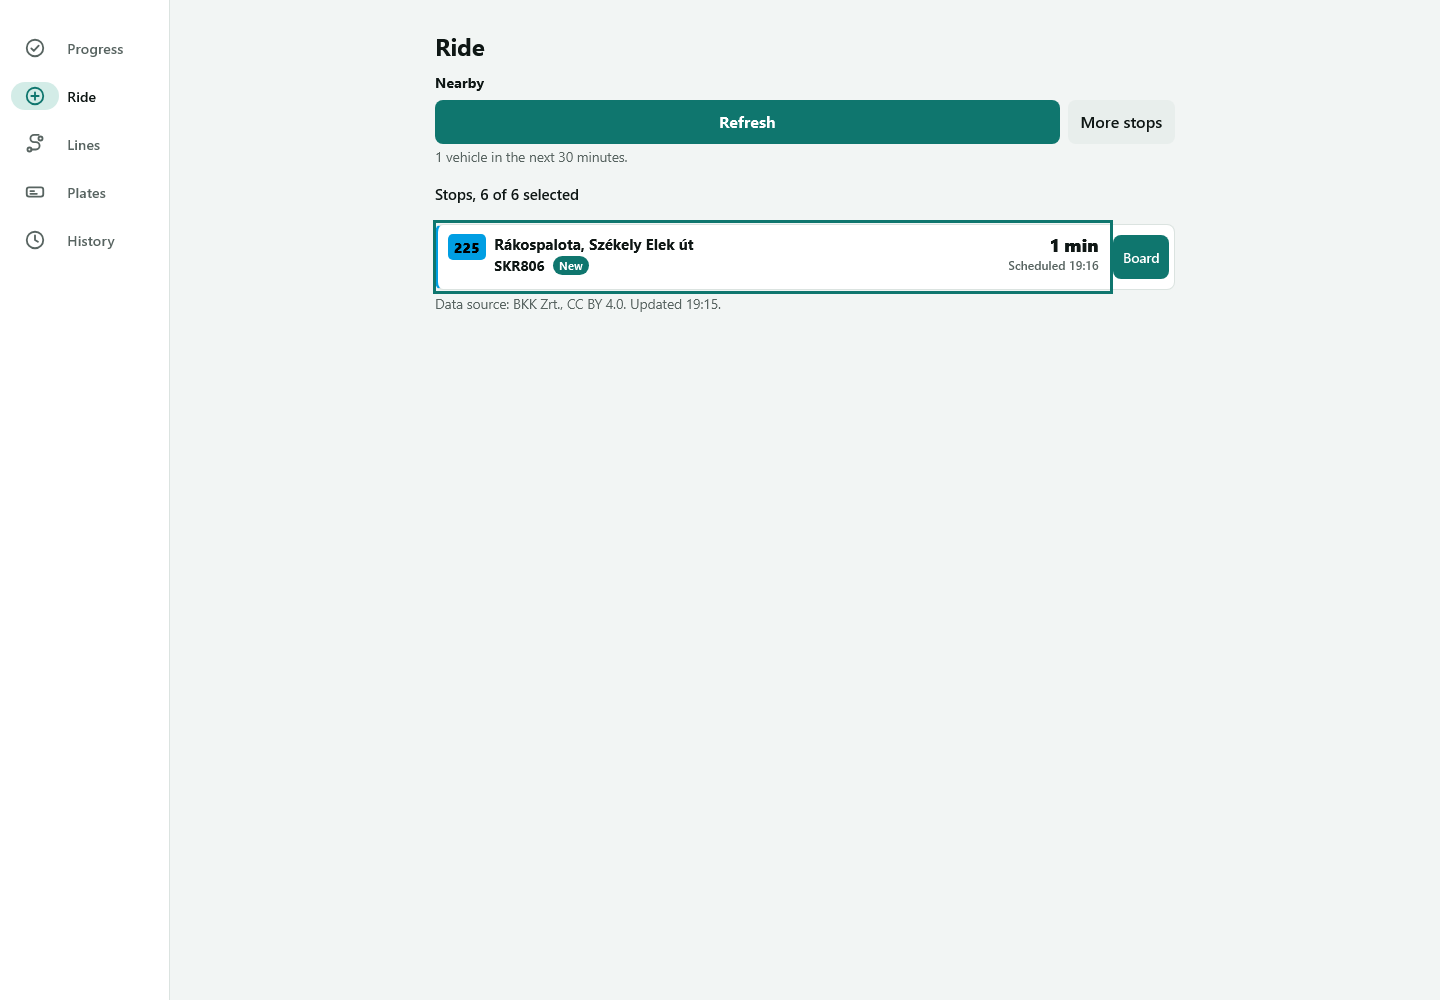 Progress
Ride
Lines
Plates
History
Ride
Nearby
Refresh
More stops
1 vehicle in the next 30 minutes.
Stops, 6 of 6 selected
225
Rákospalota, Székely Elek út
SKR806
New
1 min
Scheduled 19:16
Board
Data source: BKK Zrt., CC BY 4.0. Updated 19:15.